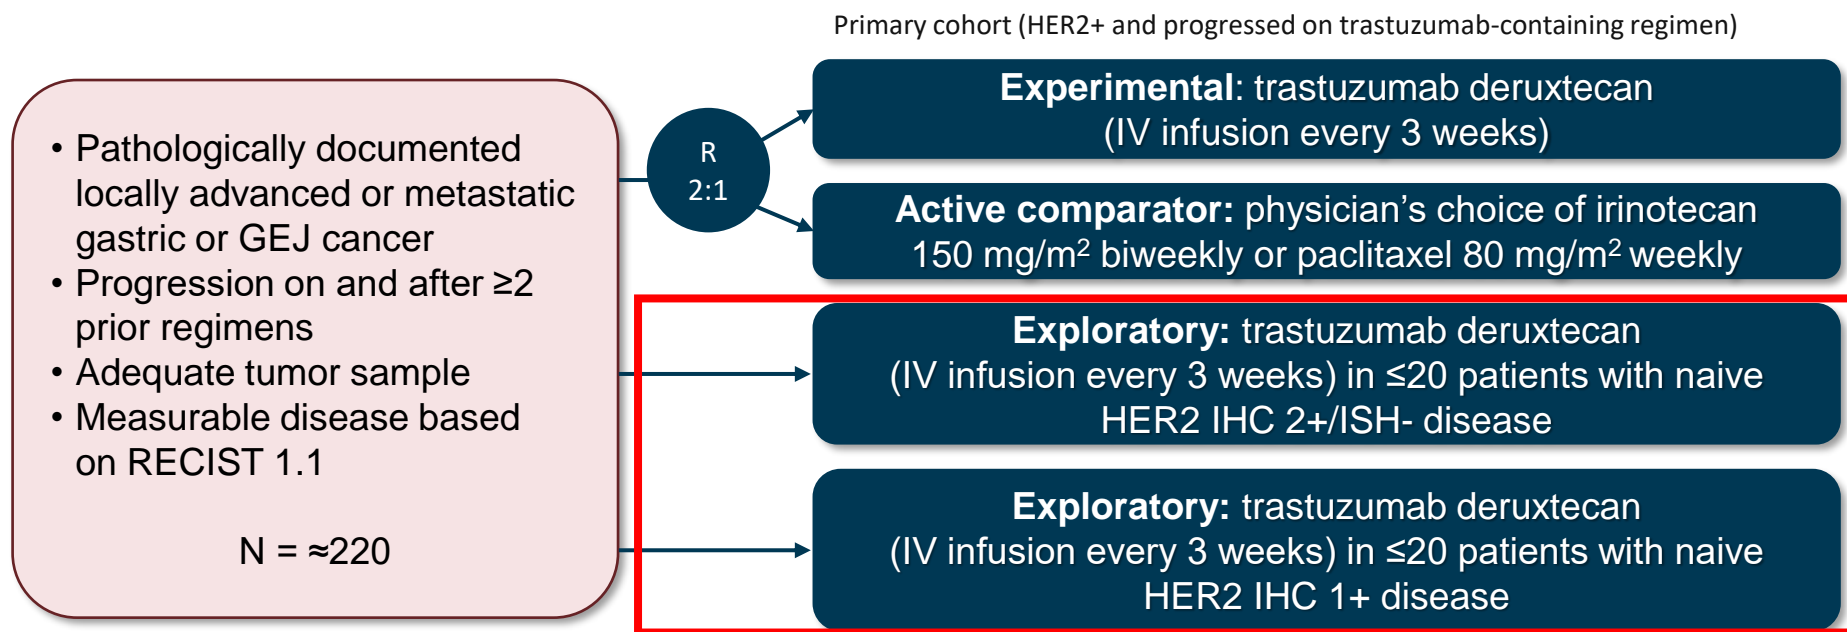 Primary cohort (HER2+ and progressed on trastuzumab-containing regimen)
• Pathologically documented
locally advanced or metastatic
gastric or GEJ cancer
• Progression on and after ≥2
prior regimens
• Adequate tumor sample
• Measurable disease based
on RECIST 1.1
N = ≈220
R
2:1
Experimental: trastuzumab deruxtecan
(IV infusion every 3 weeks)
Active comparator: physician’s choice of irinotecan
150 mg/m² biweekly or paclitaxel 80 mg/m² weekly
Exploratory: trastuzumab deruxtecan
(IV infusion every 3 weeks) in ≤20 patients with naive
HER2 IHC 2+/ISH- disease
Exploratory: trastuzumab deruxtecan
(IV infusion every 3 weeks) in ≤20 patients with naive
HER2 IHC 1+ disease